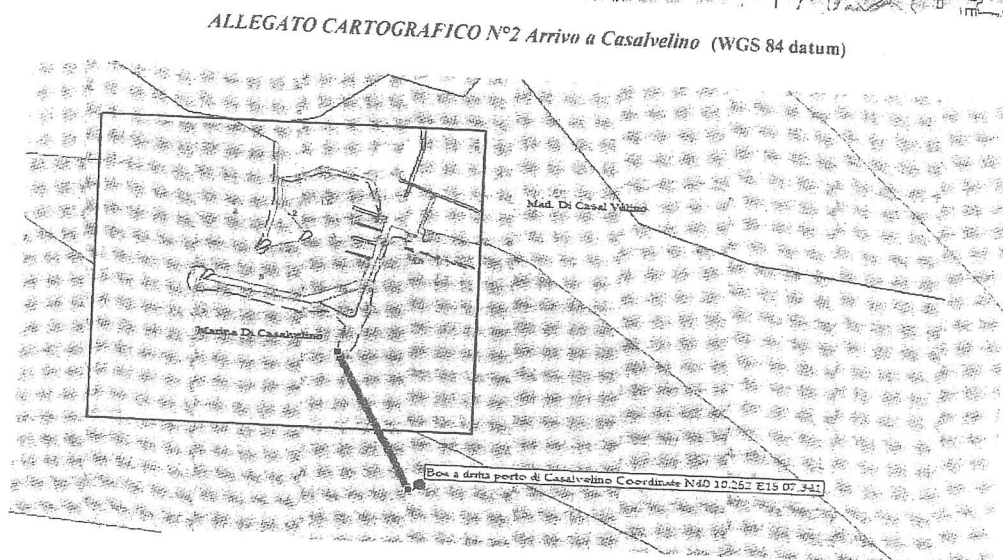 ALLEGATO CARTOGRAFICO N°2 Arrivo a Casalvelino (WGS 84 datum)
Mad. Di Casal Velino
Marina Di Casalvelino
Boa a dritta porto di Casalvelino Coordinate N40 10.262 E15 07.341